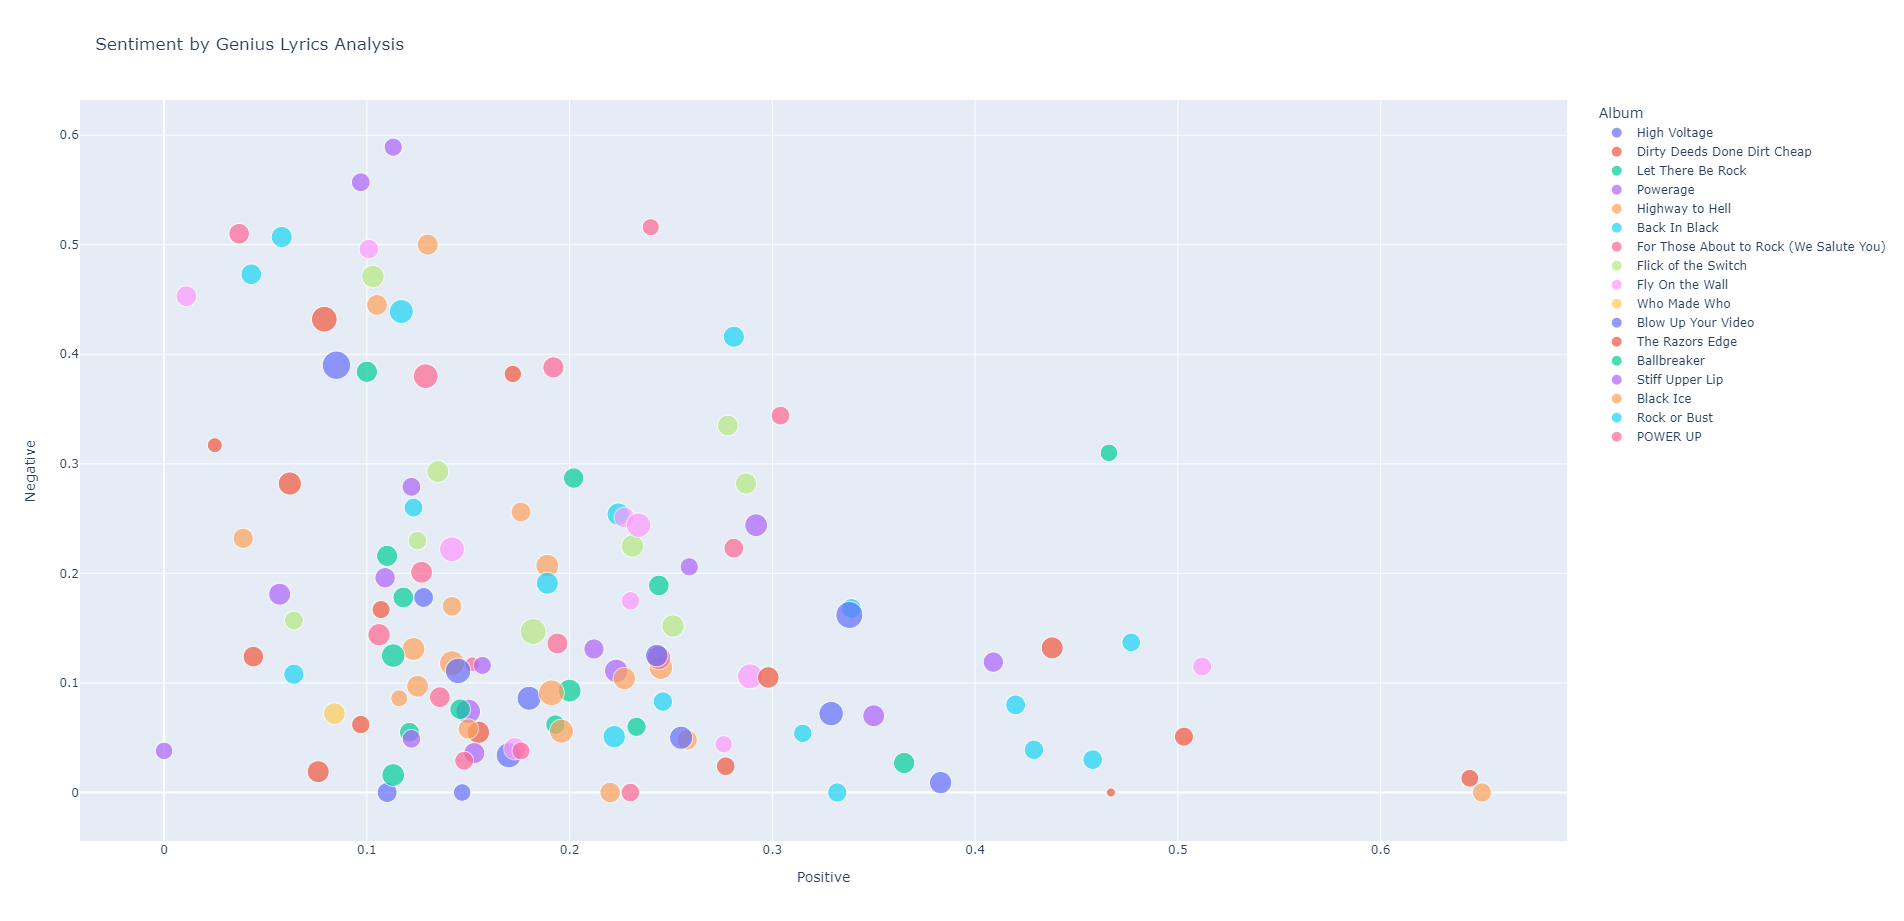 Sentiment by Genius Lyrics Analysis
Album
High Voltage
Dirty Deeds Done Dirt Cheap
Let There Be Rock
Powerage
Highway to Hell
Back In Black
For Those About to Rock (We Salute You)
Flick of the Switch
Fly On the Wall
Who Made Who
Blow Up Your Video
The Razors Edge
Ballbreaker
Stiff Upper Lip
Black Ice
Rock or Bust
POWER UP
Negative
0.6
0.5
0.4
0.3
0.2
0.1
0
0 0.1 0.2 0.3 0.4 0.5 0.6
Positive